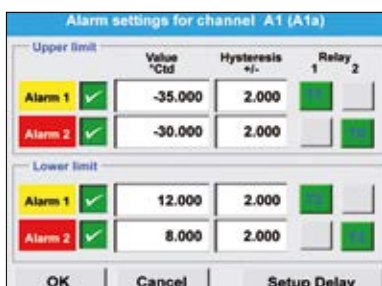 Alarm settings for channel A1 (A1a)
Upper limit
Value °Ctd Hysteresis +/- Relay 1 2
Alarm 1 -35.000 2.000
Alarm 2 -30.000 2.000
Lower limit
Alarm 1 12.000 2.000
Alarm 2 8.000 2.000
OK Cancel Setup Delay